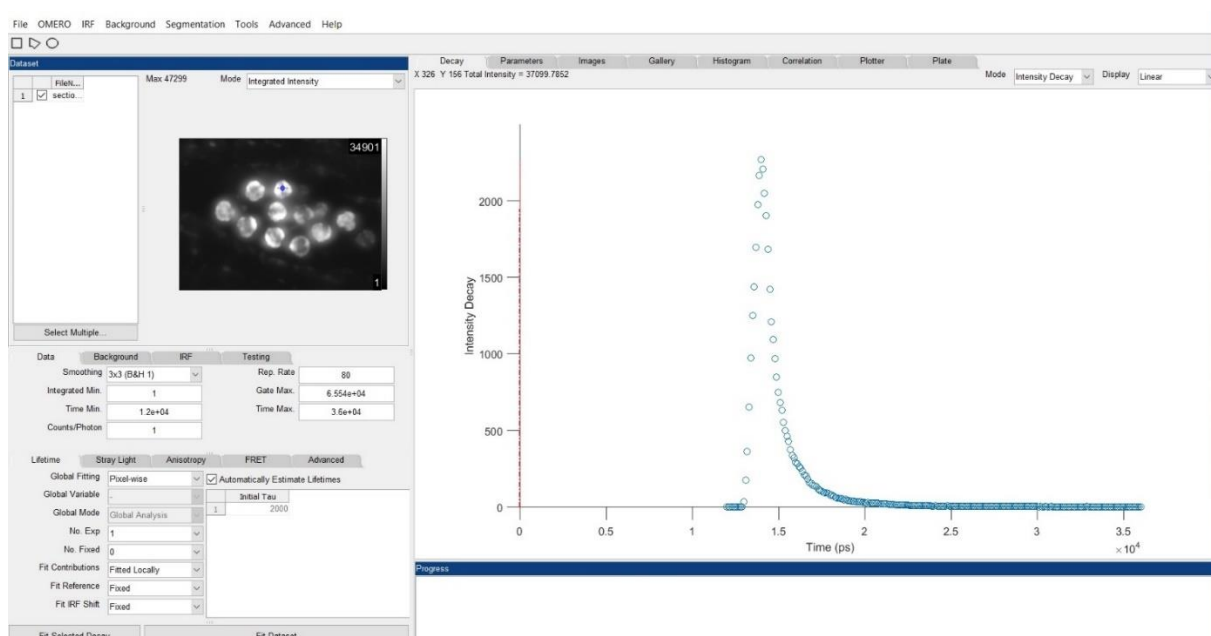 File OMERO IRF Background Segmentation Tools Advanced Help
Dataset
FileN...
1 sectio...
Max 47299 Mode Integrated Intensity
34901
1
Select Multiple...
Data Background IRF Testing
Smoothing 3x3 (B&H 1) Rep. Rate 80
Integrated Min. 1 Gate Max. 6.554e+04
Time Min. 1.2e+04 Time Max. 3.6e+04
Counts/Photon 1
Lifetime Stray Light Anisotropy FRET Advanced
Global Fitting Pixel-wise Automatically Estimate Lifetimes
Global Variable - Initial Tau
Global Mode Global Analysis 1 2000
No. Exp 1
No. Fixed 0
Fit Contributions Fitted Locally
Fit Reference Fixed
Fit IRF Shift Fixed
Fit Selected Decay Fit Dataset
Decay Parameters Images Gallery Histogram Correlation Plotter Plate
X 326 Y 156 Total Intensity = 37099.7852 Mode Intensity Decay Display Linear
Intensity Decay
2000
1500
1000
500
0
0 0.5 1 1.5 2 2.5 3 3.5
Time (ps) ×10⁴
Progress